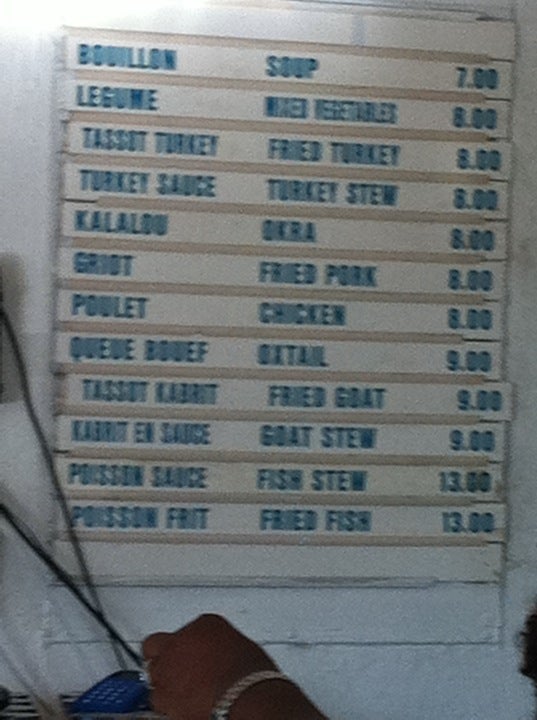 BOUILLON SOUP 7.00
LEGUME MIXED VEGETABLES 8.00
TASSOT TURKEY FRIED TURKEY 8.00
TURKEY SAUCE TURKEY STEW 8.00
KALALOU OKRA 8.00
GRIOT FRIED PORK 8.00
POULET CHICKEN 8.00
QUEUE BOUEF OXTAIL 9.00
TASSOT KABRIT FRIED GOAT 9.00
KABRIT EN SAUCE GOAT STEW 9.00
POISSON SAUCE FISH STEW 13.00
POISSON FRIT FRIED FISH 13.00